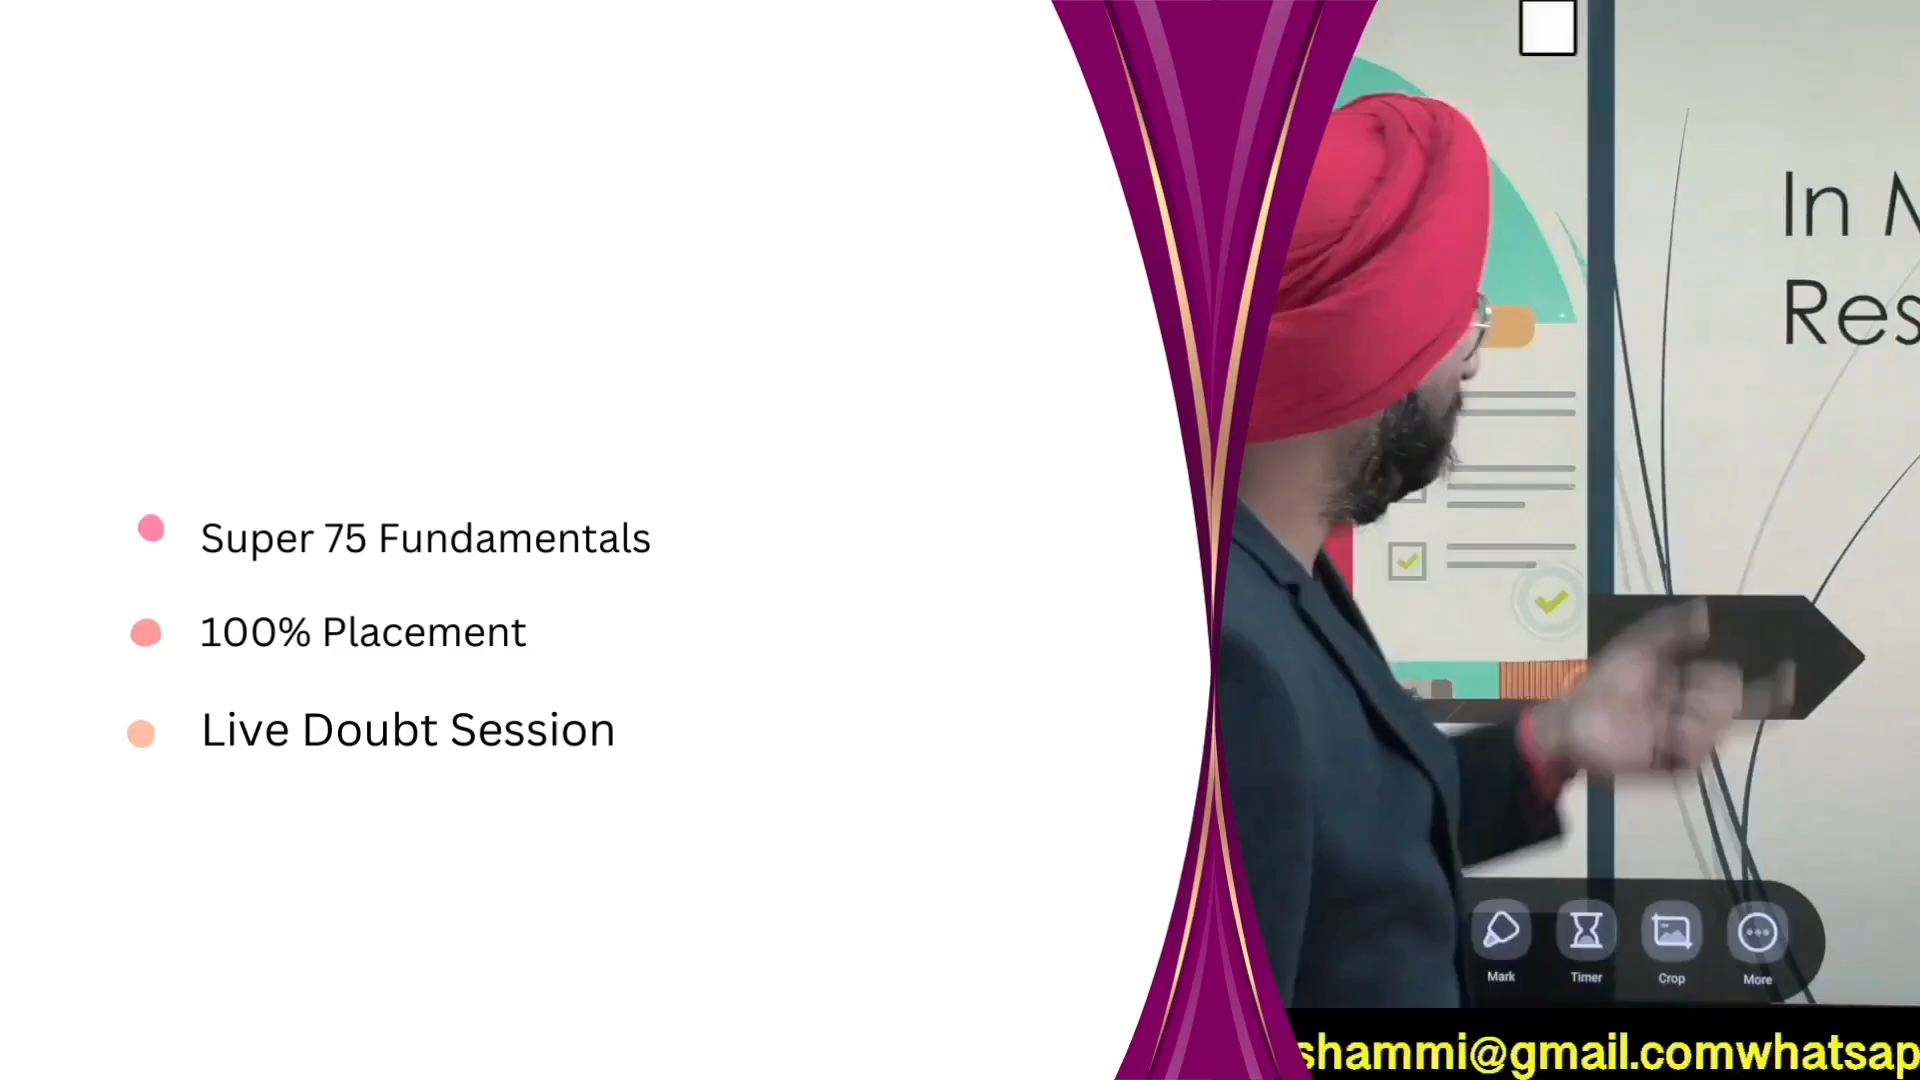 Super 75 Fundamentals
100% Placement
Live Doubt Session
In
Res
Mark
Timer
Crop
More
shammi@gmail.comwhatsap